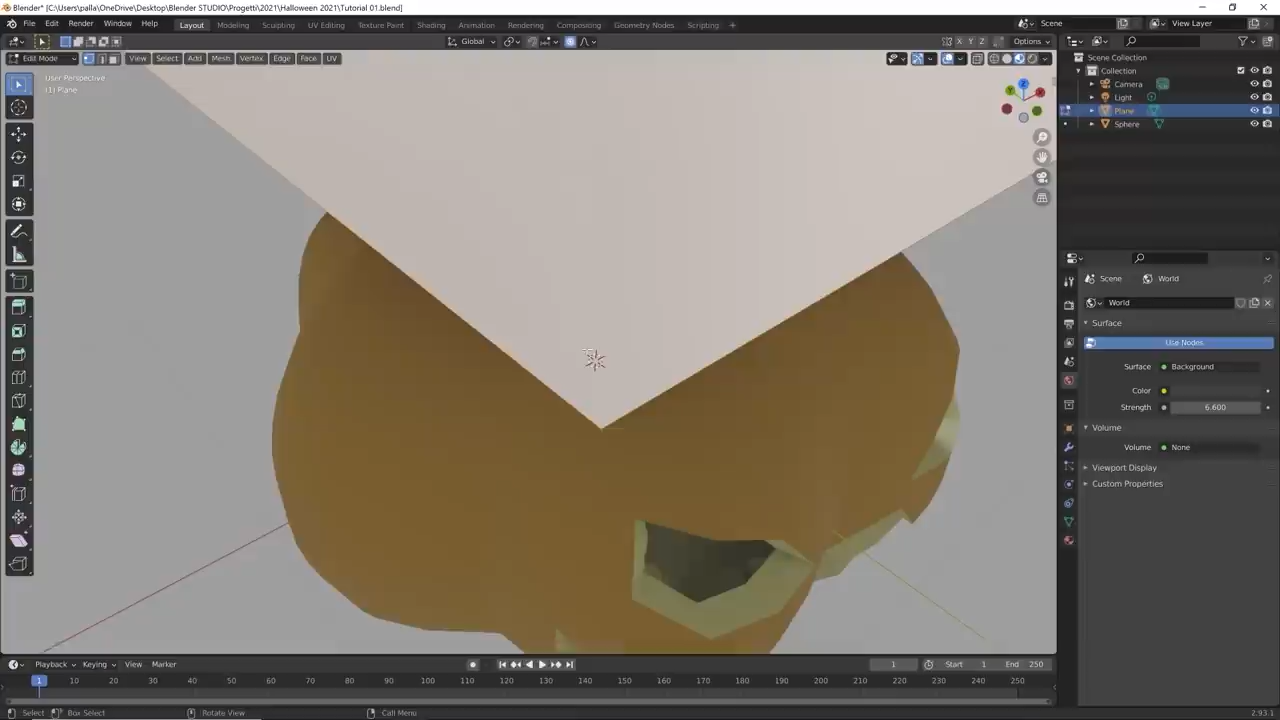 Blender* [C:\Users\palla\OneDrive\Desktop\Blender STUDIO\Progetti\2021\Halloween 2021\Tutorial 01.blend]
File Edit Render Window Help Layout Modeling Sculpting UV Editing Texture Paint Shading Animation Rendering Compositing Geometry Nodes Scripting + Scene View Layer
Global X Y Z Options
Edit Mode View Select Add Mesh Vertex Edge Face UV
User Perspective
(1) Plane
Scene Collection
Collection
Camera
Light
Plane
Sphere
Scene World
World
Surface
Use Nodes
Surface Background
Color
Strength 6.600
Volume
Volume None
Viewport Display
Custom Properties
Playback Keying View Marker 1 Start 1 End 250
1 10 20 30 40 50 60 70 80 90 100 110 120 130 140 150 160 170 180 190 200 210 220 230 240 250
Select Box Select Rotate View Call Menu 2.93.1